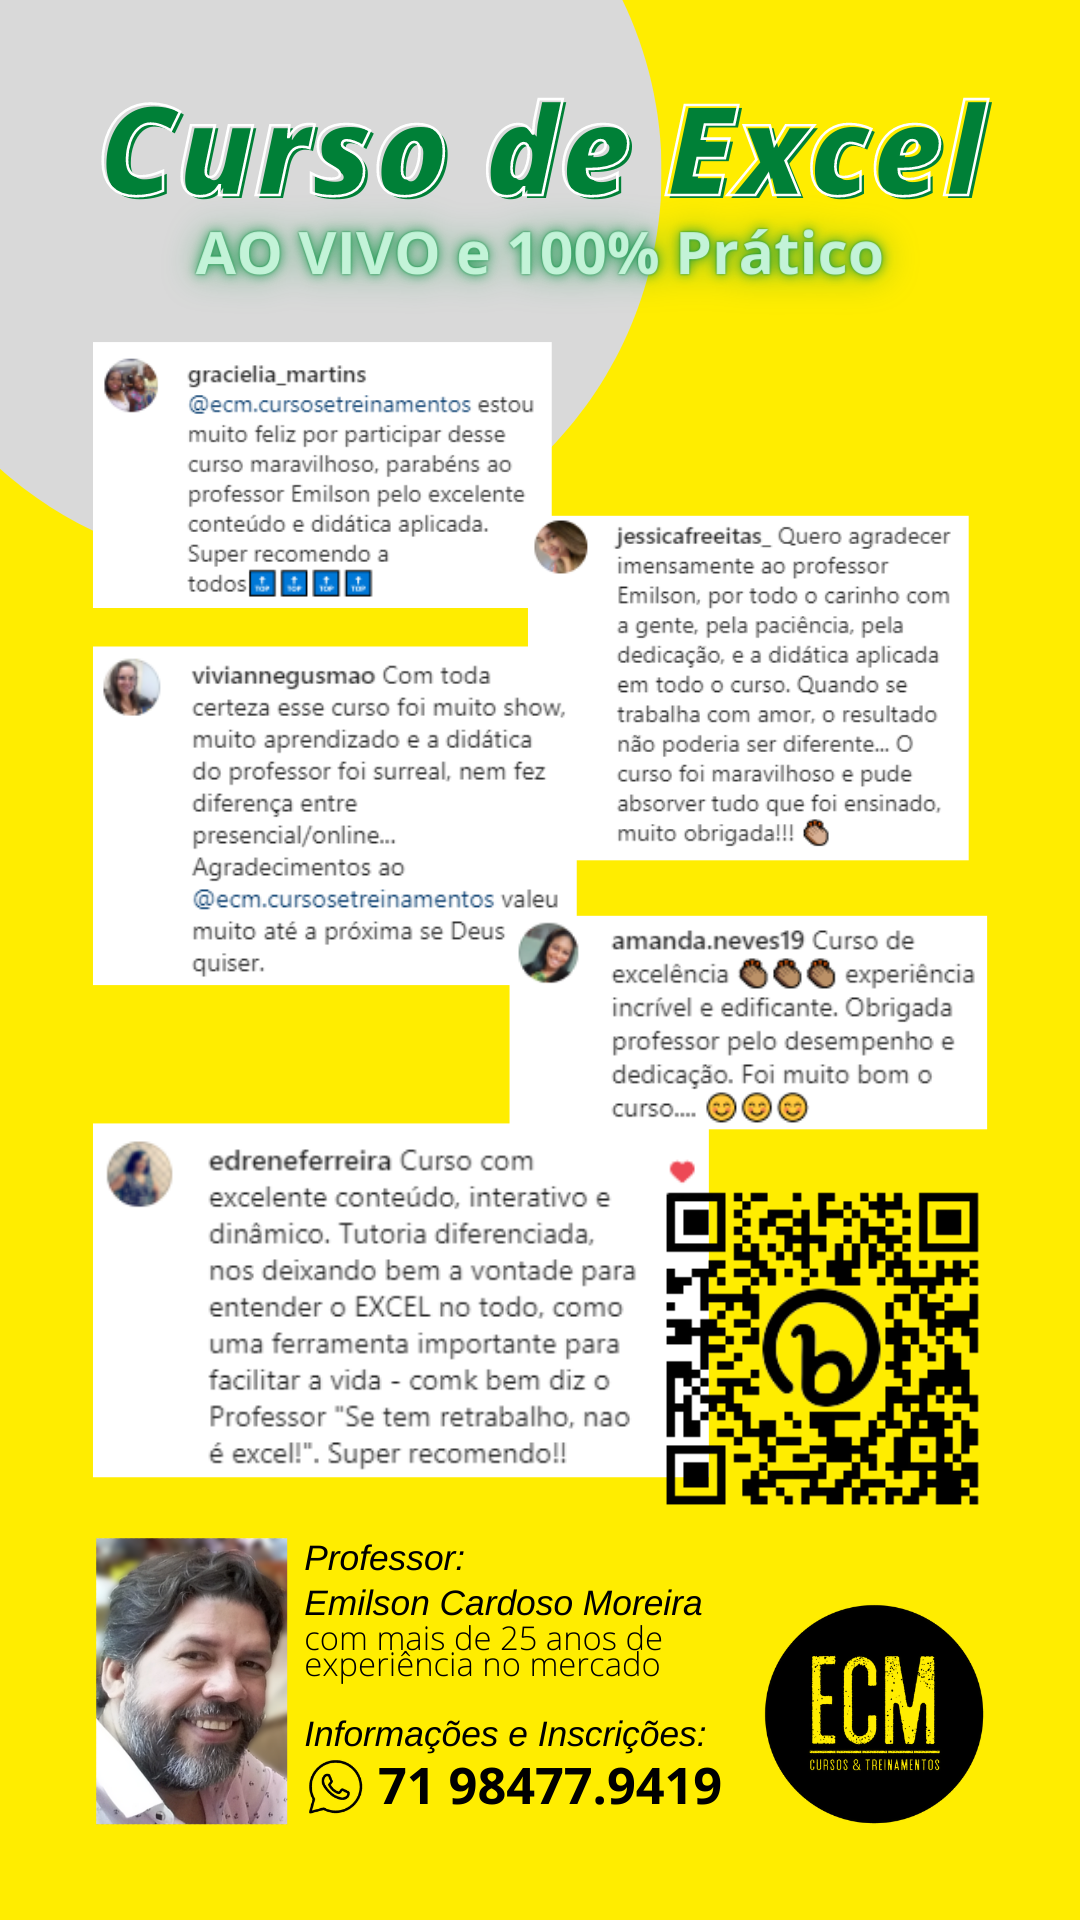 Curso de Excel
AO VIVO e 100% Prático
gracielia_martins
@ecm.cursosetreinamentos estou
muito feliz por participar desse
curso maravilhoso, parabéns ao
professor Emilson pelo excelente
conteúdo e didática aplicada.
Super recomendo a
todos🔝🔝🔝🔝
jessicafreeitas_ Quero agradecer
imensamente ao professor
Emilson, por todo o carinho com
a gente, pela paciência, pela
dedicação, e a didática aplicada
em todo o curso. Quando se
trabalha com amor, o resultado
não poderia ser diferente... O
curso foi maravilhoso e pude
absorver tudo que foi ensinado,
muito obrigada!!! 👏🏽
viviannegusmao Com toda
certeza esse curso foi muito show,
muito aprendizado e a didática
do professor foi surreal, nem fez
diferença entre
presencial/online...
Agradecimentos ao
@ecm.cursosetreinamentos valeu
muito até a próxima se Deus
quiser.
amanda.neves19 Curso de
excelência 👏🏽👏🏽👏🏽 experiência
incrível e edificante. Obrigada
professor pelo desempenho e
dedicação. Foi muito bom o
curso.... 😊😊😊
edreneferreira Curso com
excelente conteúdo, interativo e
dinâmico. Tutoria diferenciada,
nos deixando bem a vontade para
entender o EXCEL no todo, como
uma ferramenta importante para
facilitar a vida - comk bem diz o
Professor "Se tem retrabalho, nao
é excel!". Super recomendo!!
Professor:
Emilson Cardoso Moreira
com mais de 25 anos de
experiência no mercado
Informações e Inscrições:
71 98477.9419
ECM
CURSOS & TREINAMENTOS